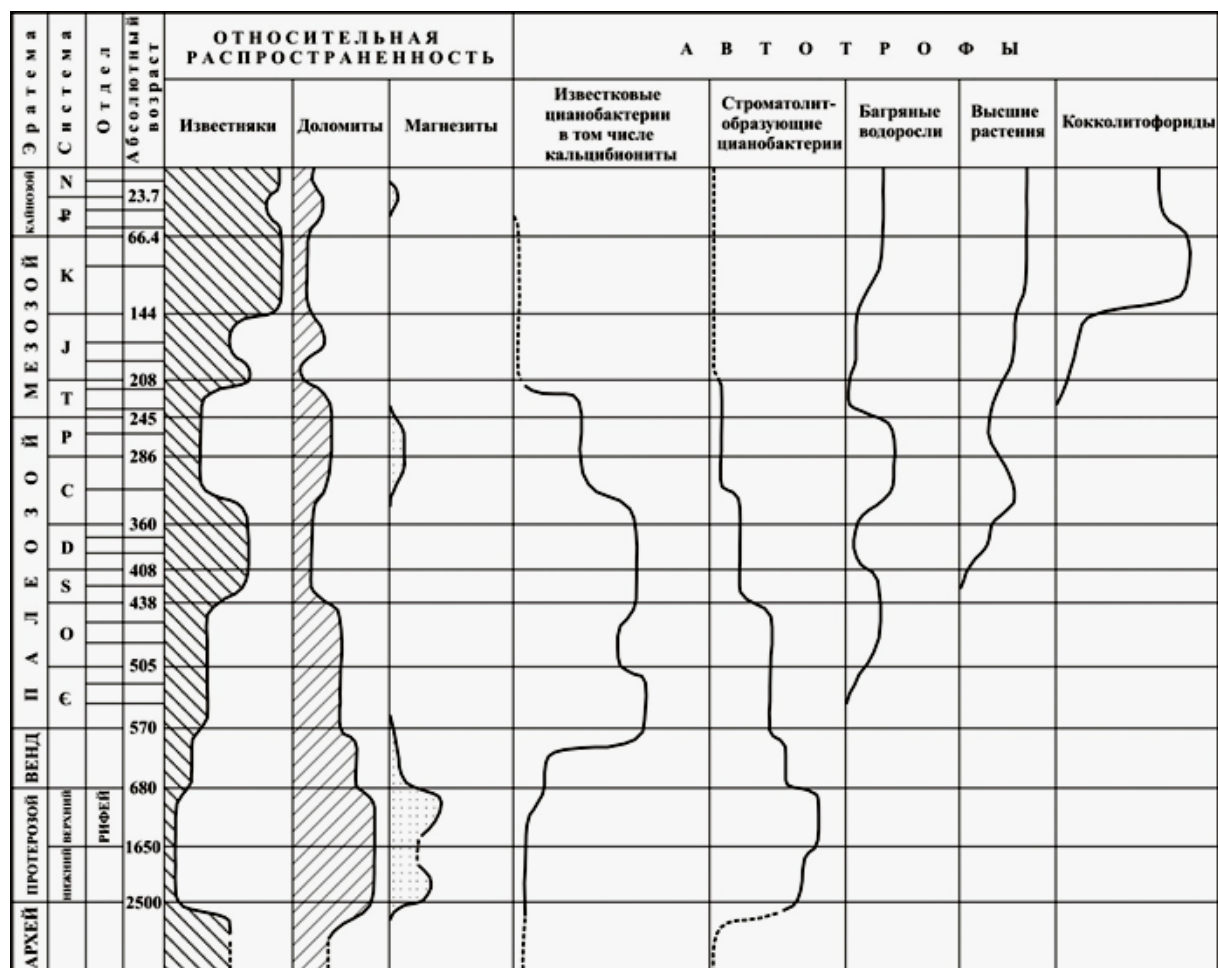 Эратема
Система
Отдел
Абсолютный
возраст
ОТНОСИТЕЛЬНАЯ
РАСПРОСТРАНЕННОСТЬ
АВТОТРОФЫ
Известняки
Доломиты
Магнезиты
Известковые
цианобактерии
в том числе
кальцибиониты
Строматолит-
образующие
цианобактерии
Багряные
водоросли
Высшие
растения
Кокколитофориды
КАЙНОЗОЙ
МЕЗОЗОЙ
ПАЛЕОЗОЙ
ВЕНД
ПРОТЕРОЗОЙ
АРХЕЙ
N
₽
K
J
T
P
C
D
S
O
Є
ВЕРХНИЙ
НИЖНИЙ
РИФЕЙ
23.7
66.4
144
208
245
286
360
408
438
505
570
680
1650
2500